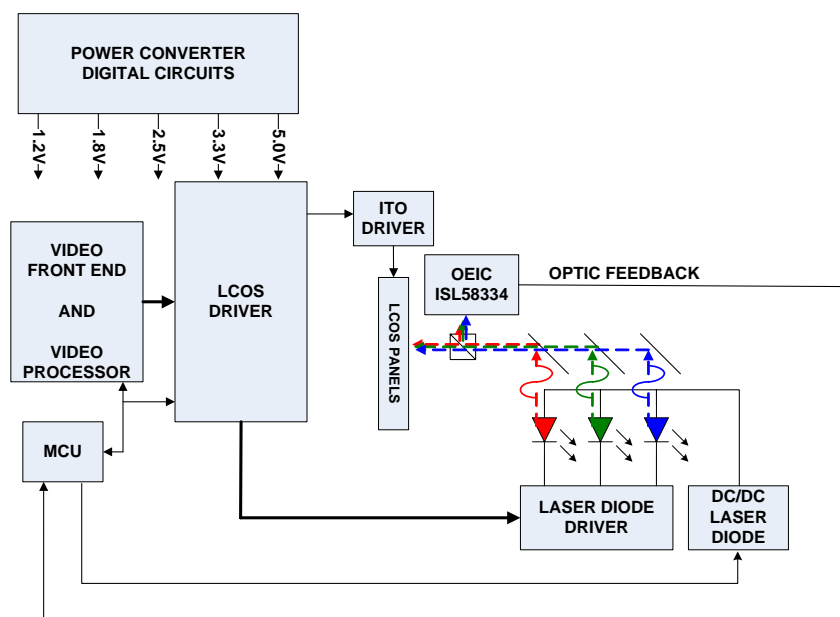 POWER CONVERTER
DIGITAL CIRCUITS
1.2V
1.8V
2.5V
3.3V
5.0V
VIDEO
FRONT END
AND
VIDEO
PROCESSOR
LCOS
DRIVER
ITO
DRIVER
OEIC
ISL58334
OPTIC FEEDBACK
LCOS PANELS
MCU
LASER DIODE
DRIVER
DC/DC
LASER
DIODE